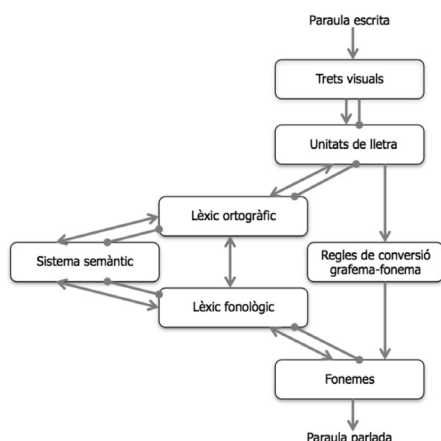 Paraula escrita
Trets visuals
Unitats de lletra
Lèxic ortogràfic
Sistema semàntic
Regles de conversió
grafema-fonema
Lèxic fonològic
Fonemes
Paraula parlada